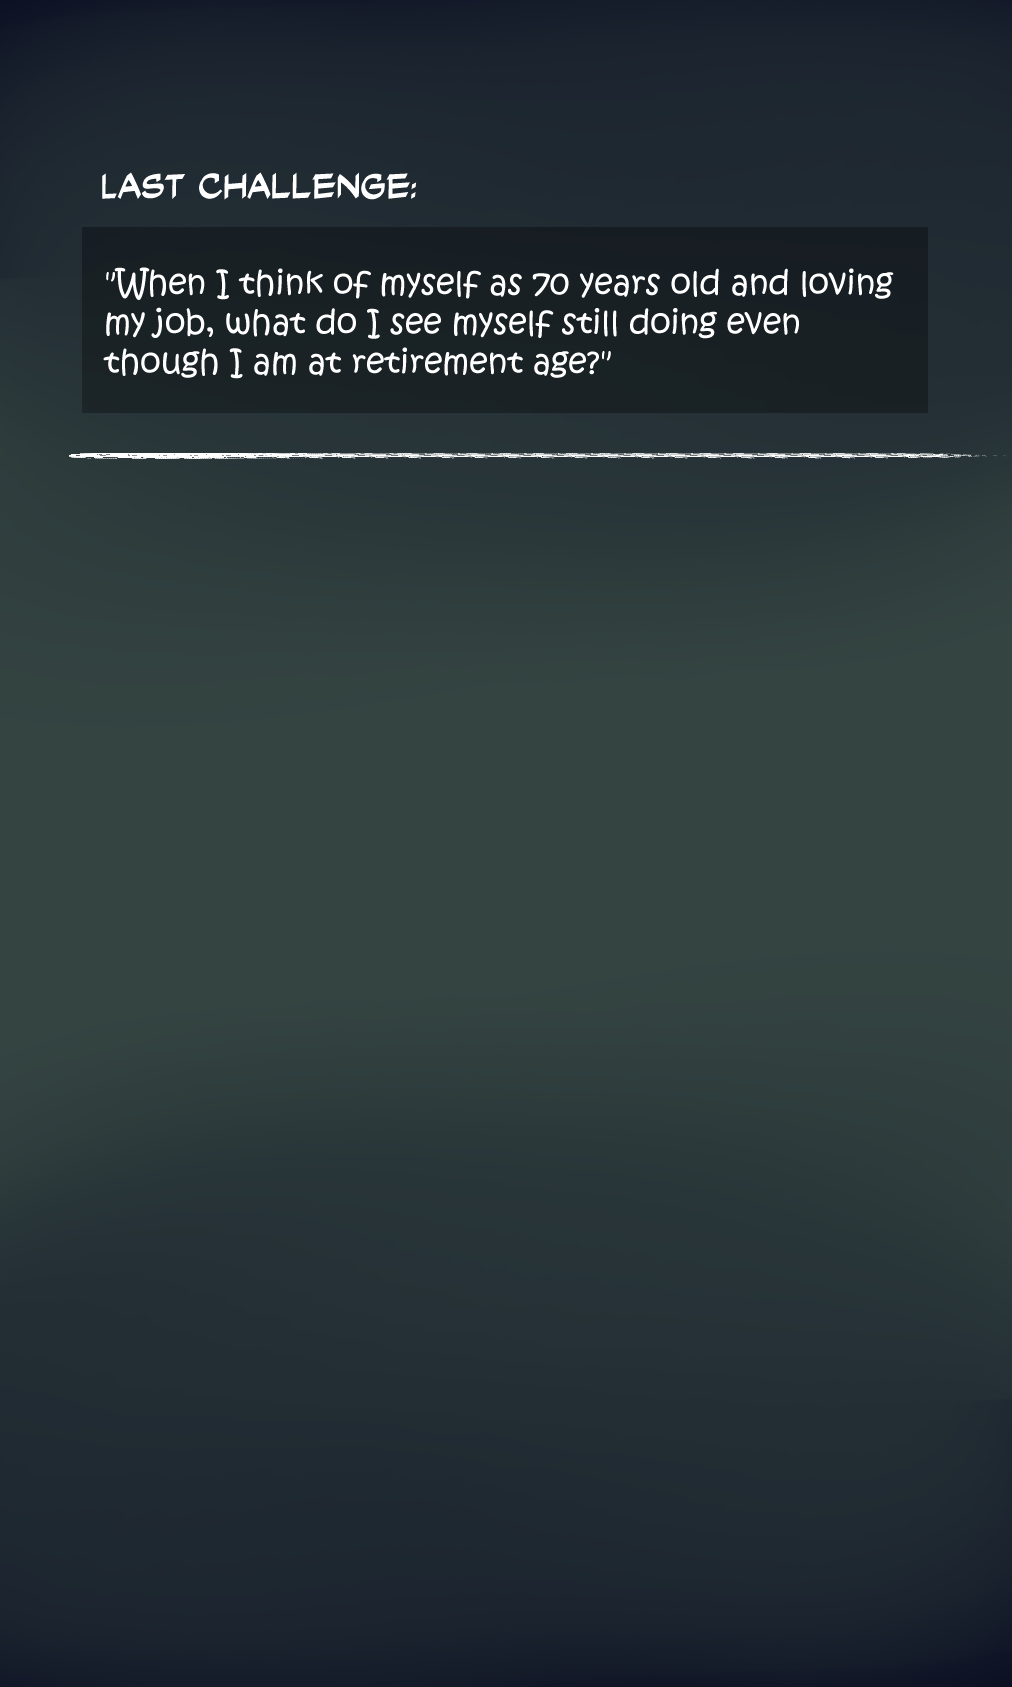 LAST CHALLENGE:
"When I think of myself as 70 years old and loving
my job, what do I see myself still doing even
though I am at retirement age?"